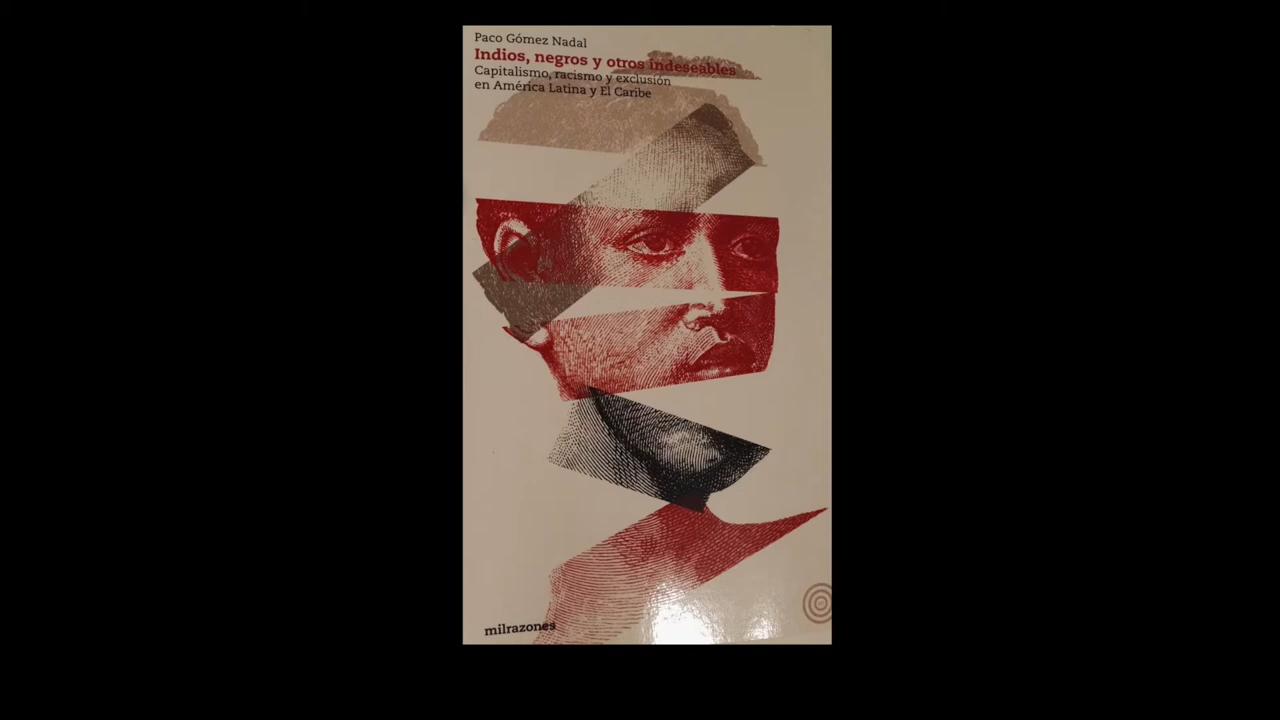 Paco Gómez Nadal
Indios, negros y otros indeseables
Capitalismo, racismo y exclusión
en América Latina y El Caribe
milrazones